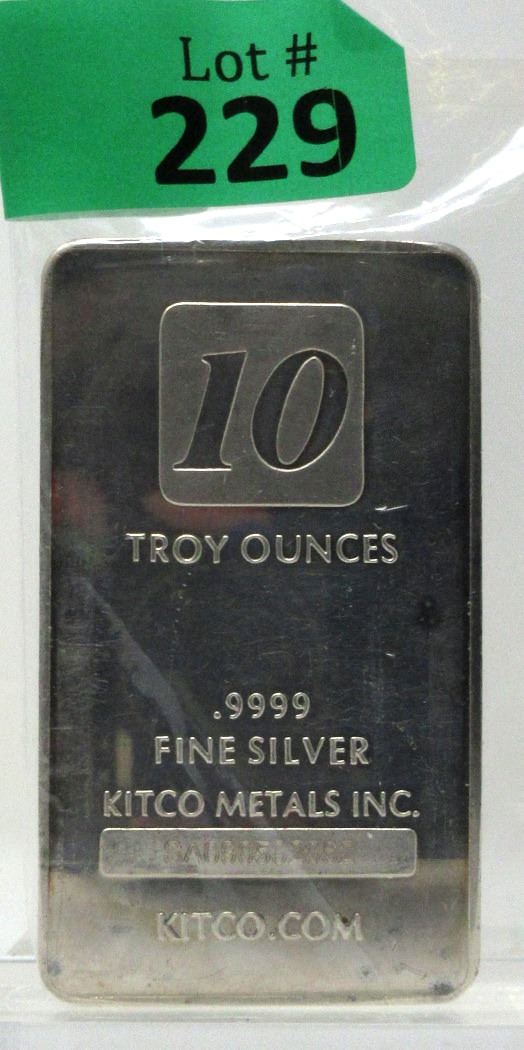 Lot #
229
10
TROY OUNCES
.9999
FINE SILVER
KITCO METALS INC.
KITCO.COM